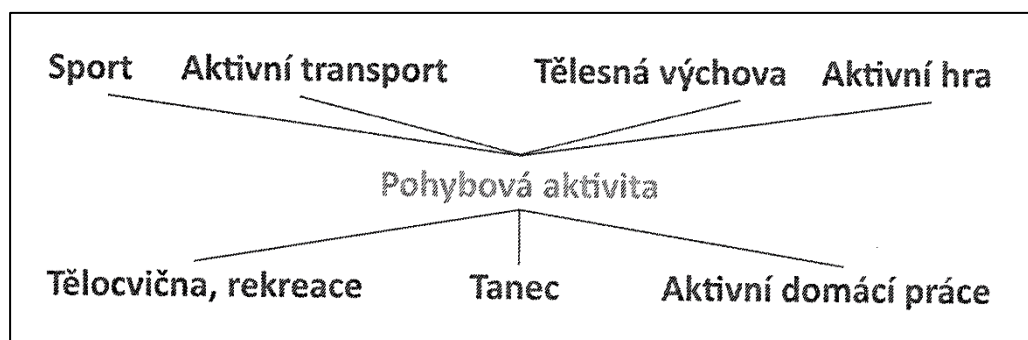 Sport Aktivní transport Tělesná výchova Aktivní hra
Pohybová aktivita
Tělocvična, rekreace Tanec Aktivní domácí práce